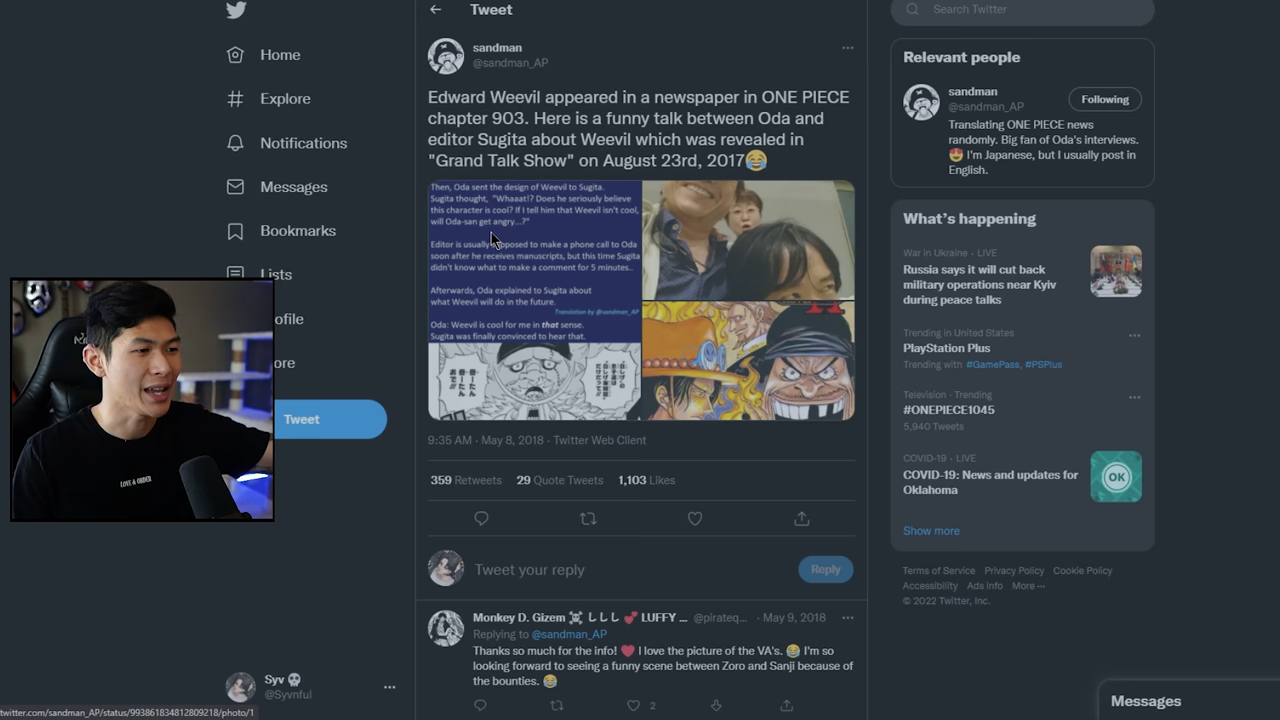 Tweet
Search Twitter
Home
Explore
Notifications
Messages
Bookmarks
Lists
ofile
ore
Tweet
Syv 💀
@Syvnful
twitter.com/sandman_AP/status/993861834812809218/photo/1
sandman
@sandman_AP
Edward Weevil appeared in a newspaper in ONE PIECE
chapter 903. Here is a funny talk between Oda and
editor Sugita about Weevil which was revealed in
"Grand Talk Show" on August 23rd, 2017😂
Then, Oda sent the design of Weevil to Sugita.
Sugita thought, "Whaaat!? Does he seriously believe
this character is cool? If I tell him that Weevil isn't cool,
will Oda-san get angry...?"
Editor is usually posed to make a phone call to Oda
soon after he receives manuscripts, but this time Sugita
didn't know what to make a comment for 5 minutes..
Afterwards, Oda explained to Sugita about
what Weevil will do in the future.
Translation by @sandman_AP
Oda: Weevil is cool for me in that sense.
Sugita was finally convinced to hear that.
9:35 AM · May 8, 2018 · Twitter Web Client
359 Retweets 29 Quote Tweets 1,103 Likes
Tweet your reply
Reply
Monkey D. Gizem ☠️ ししし 💕 LUFFY ... @pirateq... · May 9, 2018
Replying to @sandman_AP
Thanks so much for the info! ❤️ I love the picture of the VA's. 😂 I'm so
looking forward to seeing a funny scene between Zoro and Sanji because of
the bounties. 😂
2
Relevant people
sandman
@sandman_AP
Following
Translating ONE PIECE news
randomly. Big fan of Oda's interviews.
😍 I'm Japanese, but I usually post in
English.
What's happening
War in Ukraine · LIVE
Russia says it will cut back
military operations near Kyiv
during peace talks
Trending in United States
PlayStation Plus
Trending with #GamePass, #PSPlus
Television · Trending
#ONEPIECE1045
5,940 Tweets
COVID-19 · LIVE
COVID-19: News and updates for
Oklahoma
OK
Show more
Terms of Service Privacy Policy Cookie Policy
Accessibility Ads info More ···
© 2022 Twitter, Inc.
Messages
LOVE & ORDER